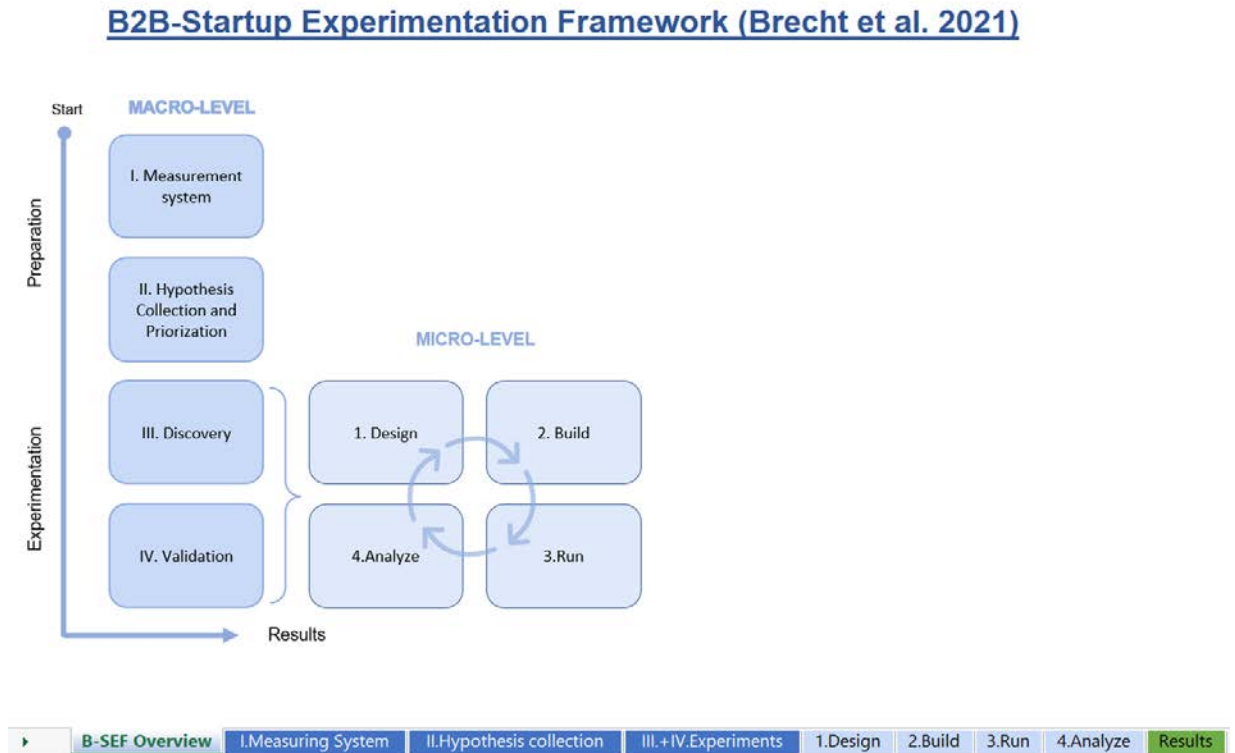 B2B-Startup Experimentation Framework (Brecht et al. 2021)
Start
MACRO-LEVEL
Preparation
I. Measurement
system
II. Hypothesis
Collection and
Priorization
MICRO-LEVEL
Experimentation
III. Discovery
1. Design
2. Build
IV. Validation
4.Analyze
3.Run
Results
B-SEF Overview I.Measuring System II.Hypothesis collection III.+IV.Experiments 1.Design 2.Build 3.Run 4.Analyze Results